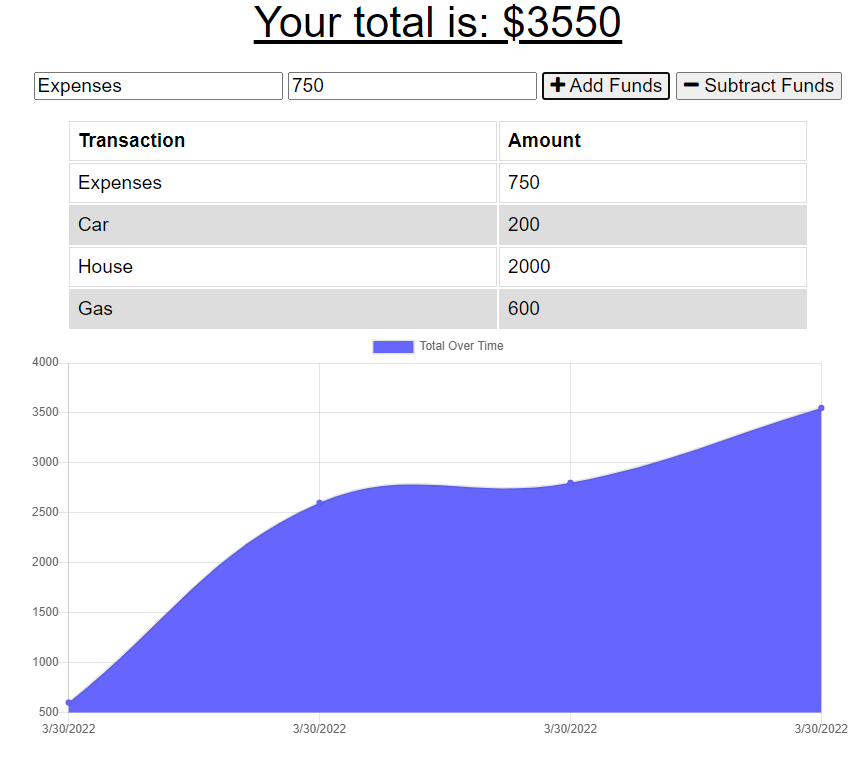 Your total is: $3550
Expenses 750 Add Funds Subtract Funds
Transaction Amount
Expenses 750
Car 200
House 2000
Gas 600
Total Over Time
4000
3500
3000
2500
2000
1500
1000
500
3/30/2022 3/30/2022 3/30/2022 3/30/2022